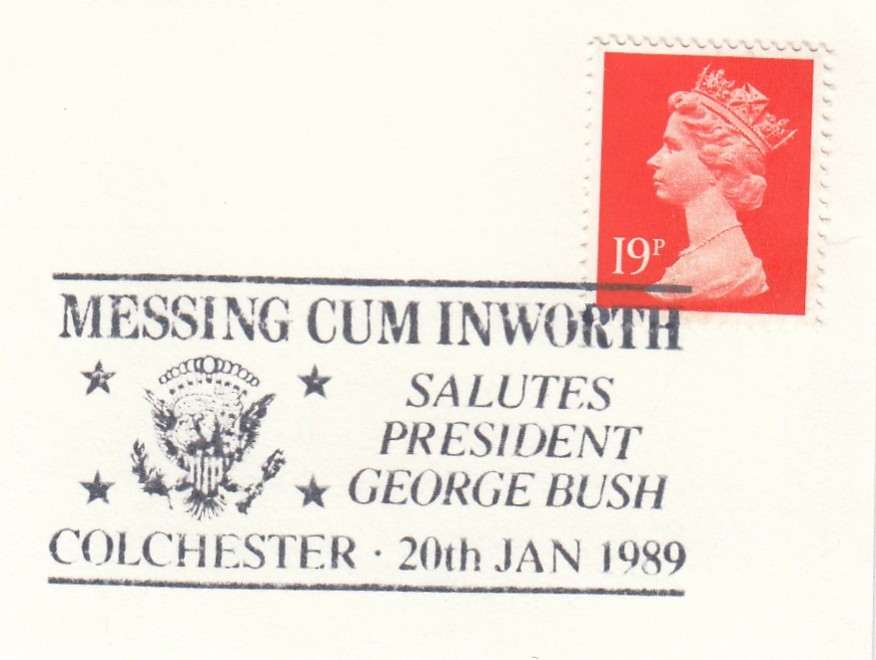 19P
MESSING CUM INWORTH
SALUTES
PRESIDENT
GEORGE BUSH
COLCHESTER · 20th JAN 1989